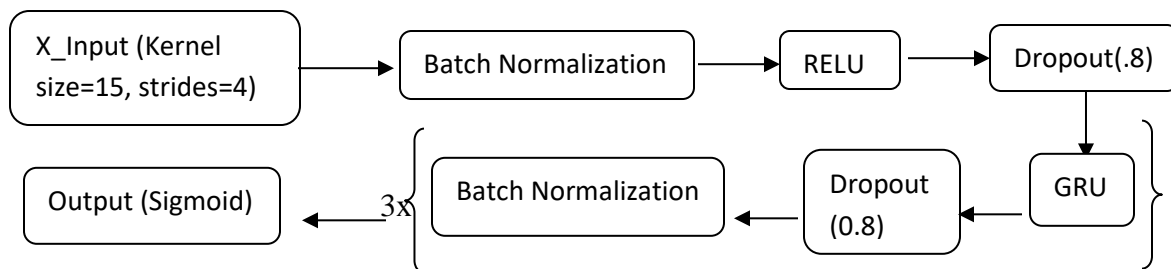 X_Input (Kernel
size=15, strides=4)
Batch Normalization
RELU
Dropout(.8)
GRU
Dropout
(0.8)
Batch Normalization
3x
Output (Sigmoid)